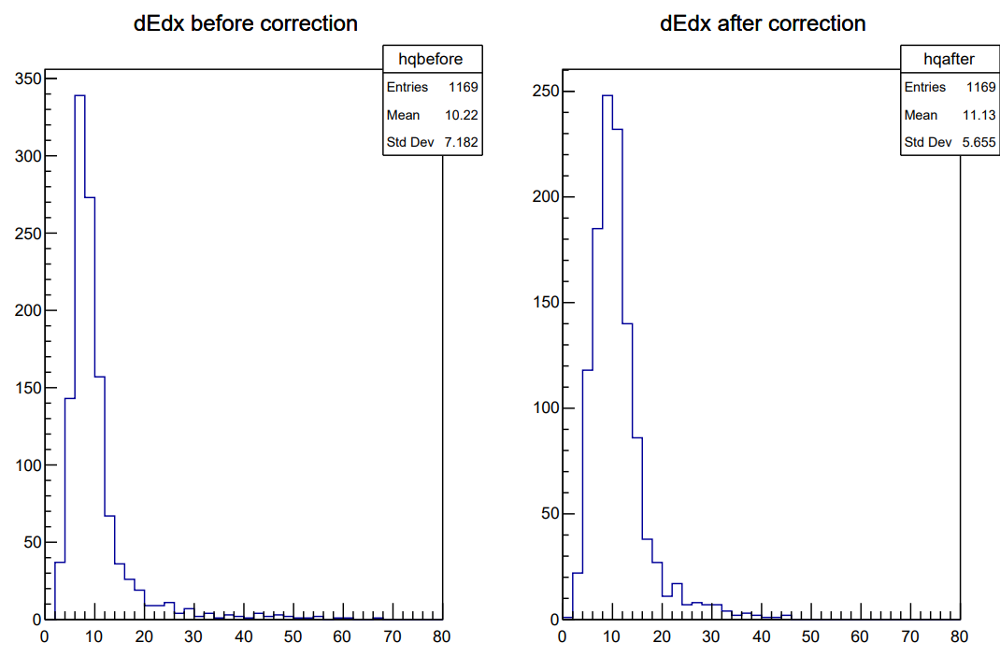 dEdx before correction
hqbefore
Entries 1169
Mean 10.22
Std Dev 7.182
350
300
250
200
150
100
50
0
0 10 20 30 40 50 60 70 80
dEdx after correction
hqafter
Entries 1169
Mean 11.13
Std Dev 5.655
250
200
150
100
50
0
0 10 20 30 40 50 60 70 80